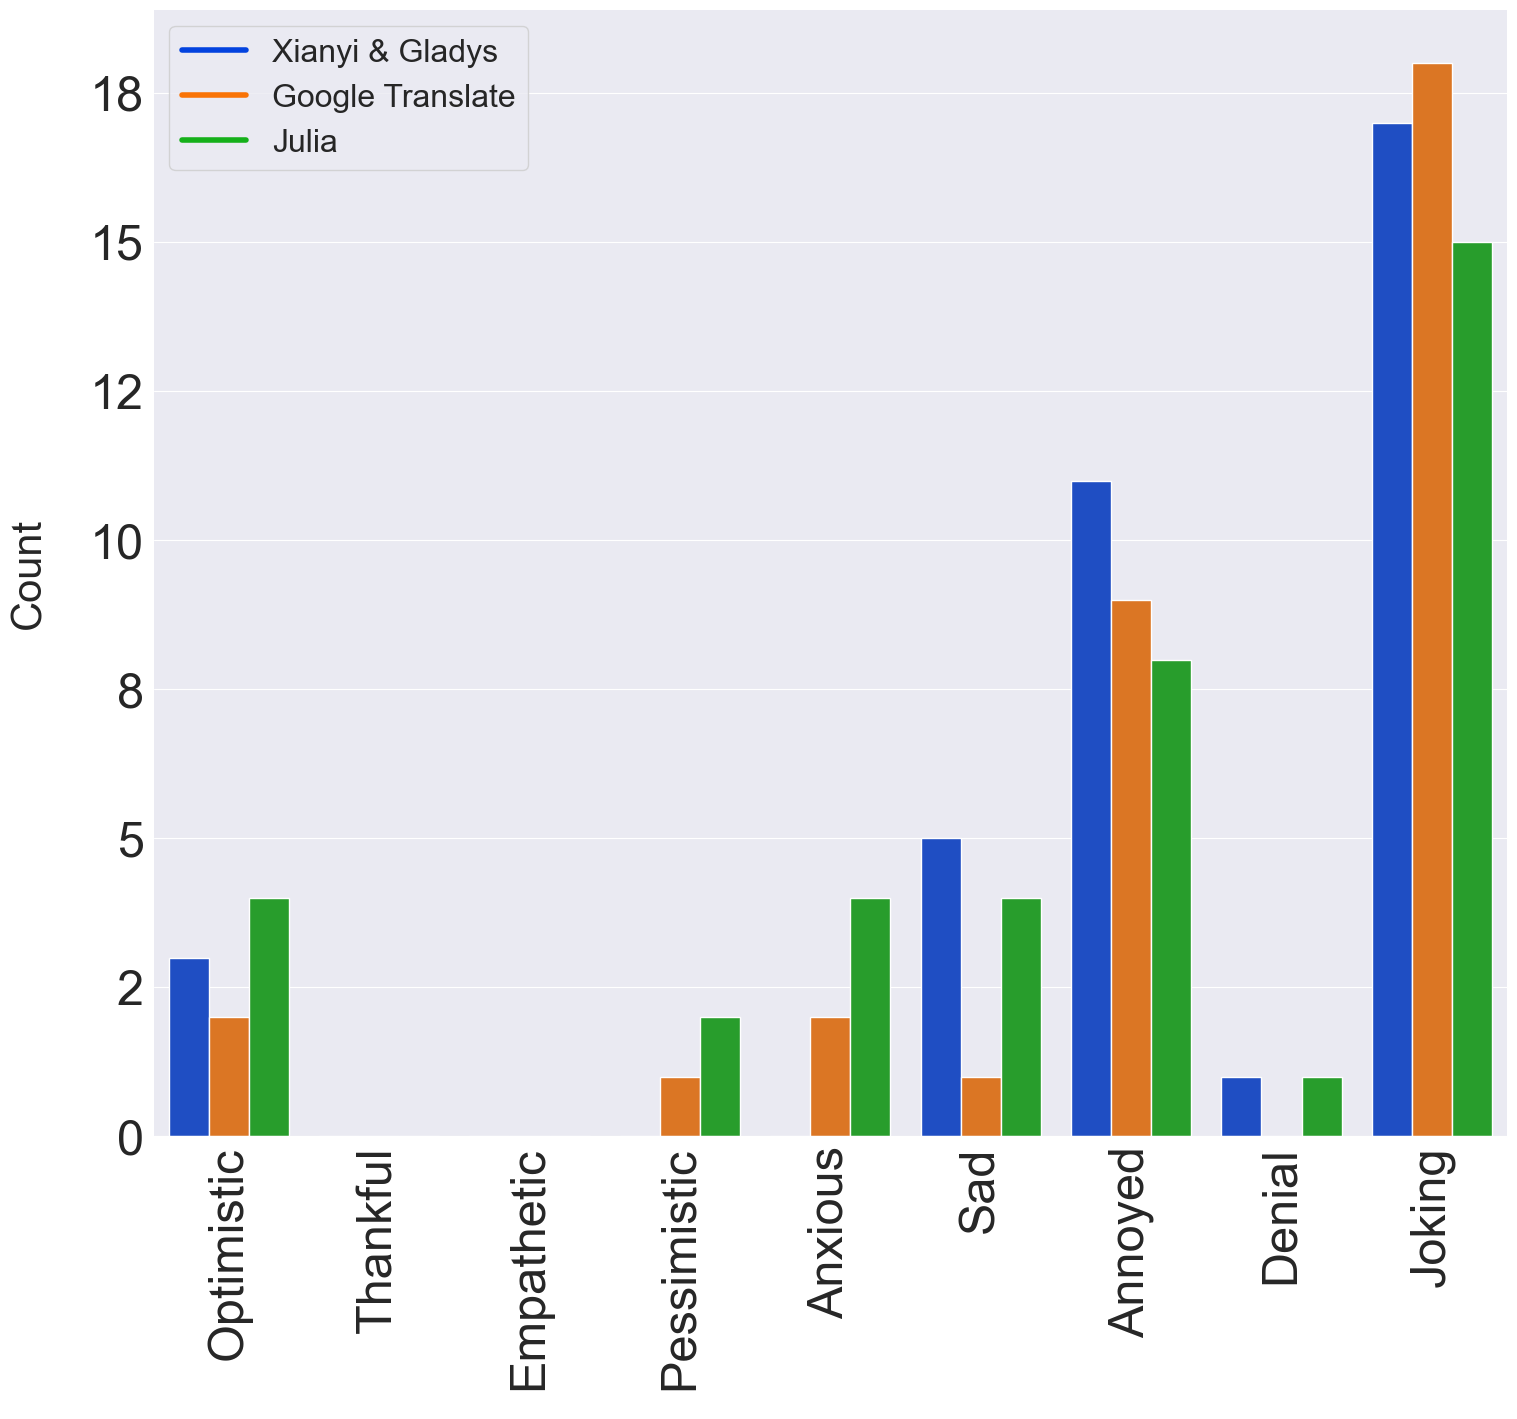 Xianyi & Gladys
Google Translate
Julia
18
15
12
10
8
5
2
0
Count
Optimistic
Thankful
Empathetic
Pessimistic
Anxious
Sad
Annoyed
Denial
Joking